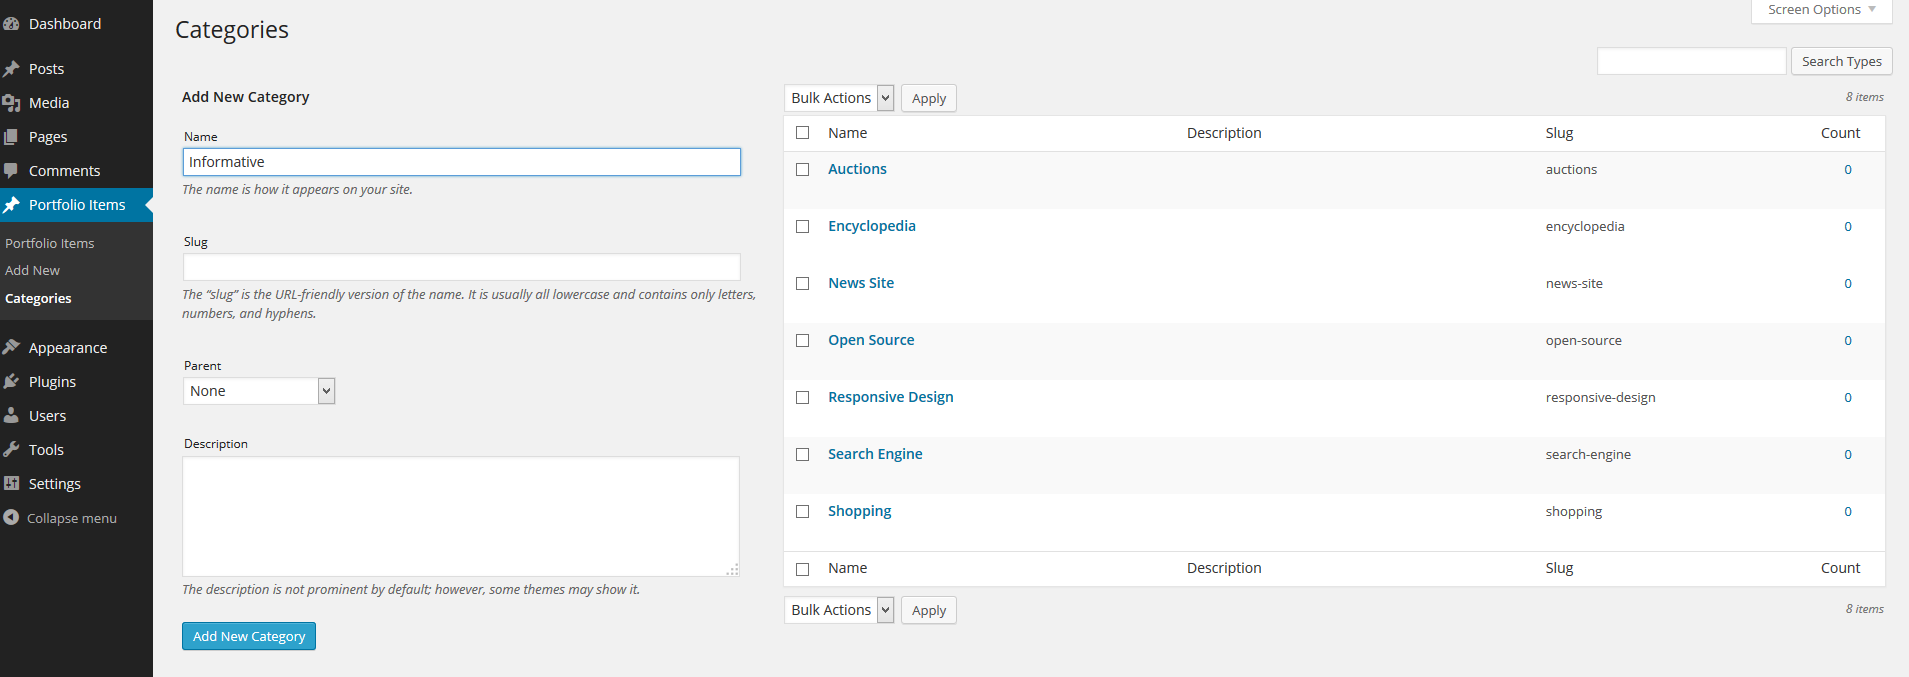 Dashboard
Posts
Media
Pages
Comments
Portfolio Items
Portfolio Items
Add New
Categories
Appearance
Plugins
Users
Tools
Settings
Collapse menu
Categories
Screen Options
Search Types
Add New Category
Name
Informative
The name is how it appears on your site.
Slug
The “slug” is the URL-friendly version of the name. It is usually all lowercase and contains only letters,
numbers, and hyphens.
Parent
None
Description
The description is not prominent by default; however, some themes may show it.
Add New Category
Bulk Actions Apply 8 items
Name Description Slug Count
Auctions auctions 0
Encyclopedia encyclopedia 0
News Site news-site 0
Open Source open-source 0
Responsive Design responsive-design 0
Search Engine search-engine 0
Shopping shopping 0
Name Description Slug Count
Bulk Actions Apply 8 items